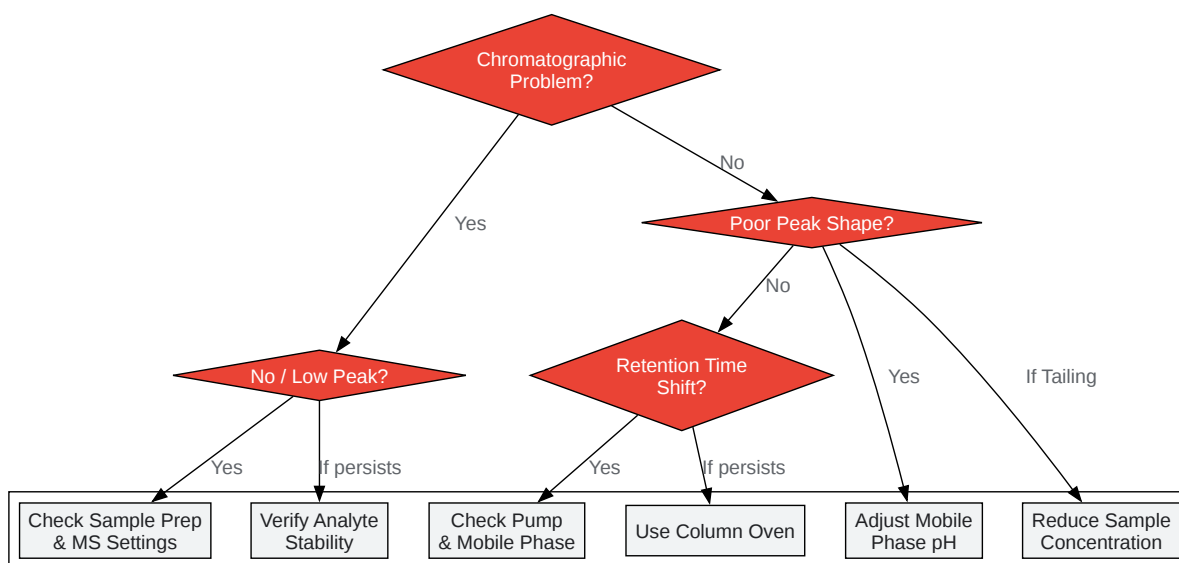 Chromatographic
Problem?
No
Yes
Poor Peak Shape?
No
No / Low Peak?
Retention Time
Shift?
Yes
If Tailing
Yes
If persists
Yes
If persists
Check Sample Prep
& MS Settings
Verify Analyte
Stability
Check Pump
& Mobile Phase
Use Column Oven
Adjust Mobile
Phase pH
Reduce Sample
Concentration